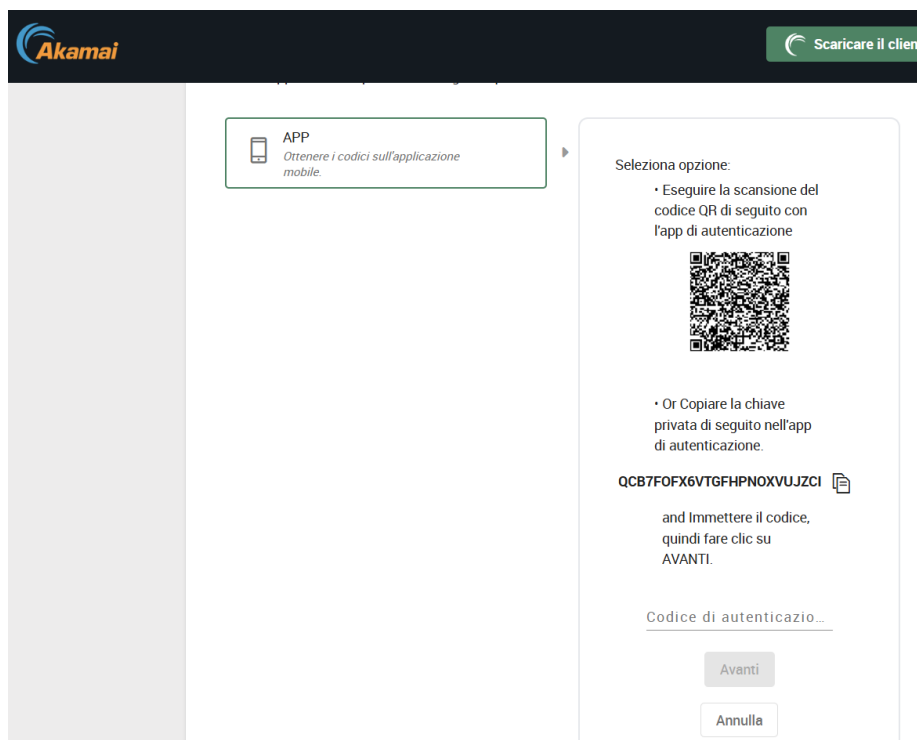 Akamai
Scaricare il clien
APP
Ottenere i codici sull'applicazione
mobile.
Seleziona opzione:
• Eseguire la scansione del
codice QR di seguito con
l'app di autenticazione
• Or Copiare la chiave
privata di seguito nell'app
di autenticazione.
QCB7FOFX6VTGFHPNOXVUJZCI
and Immettere il codice,
quindi fare clic su
AVANTI.
Codice di autenticazio...
Avanti
Annulla